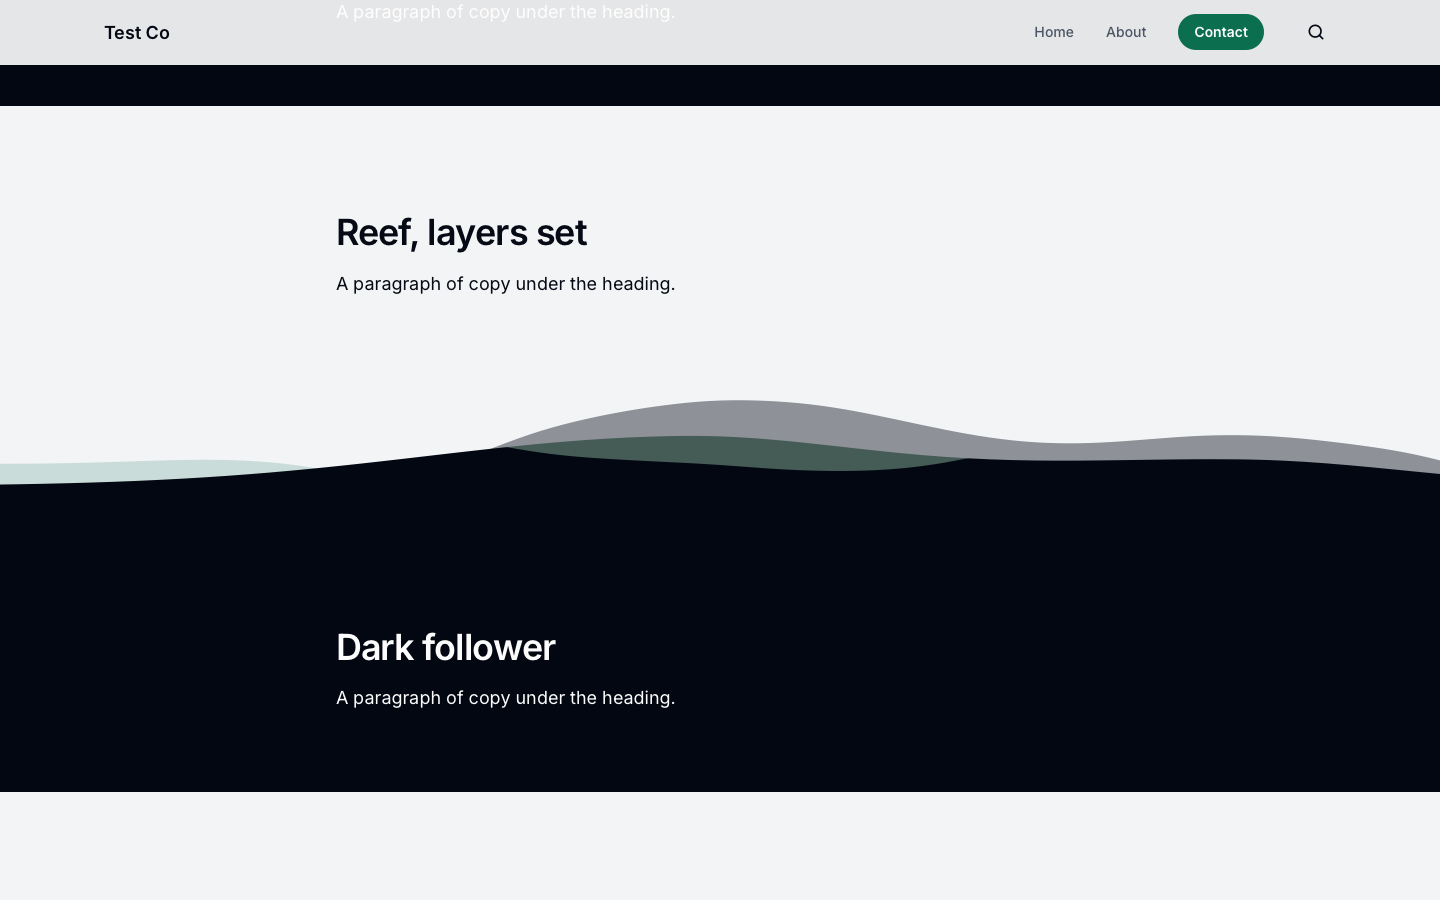 A paragraph of copy under the heading.
Test Co
Home
About
Contact
Reef, layers set
A paragraph of copy under the heading.
Dark follower
A paragraph of copy under the heading.